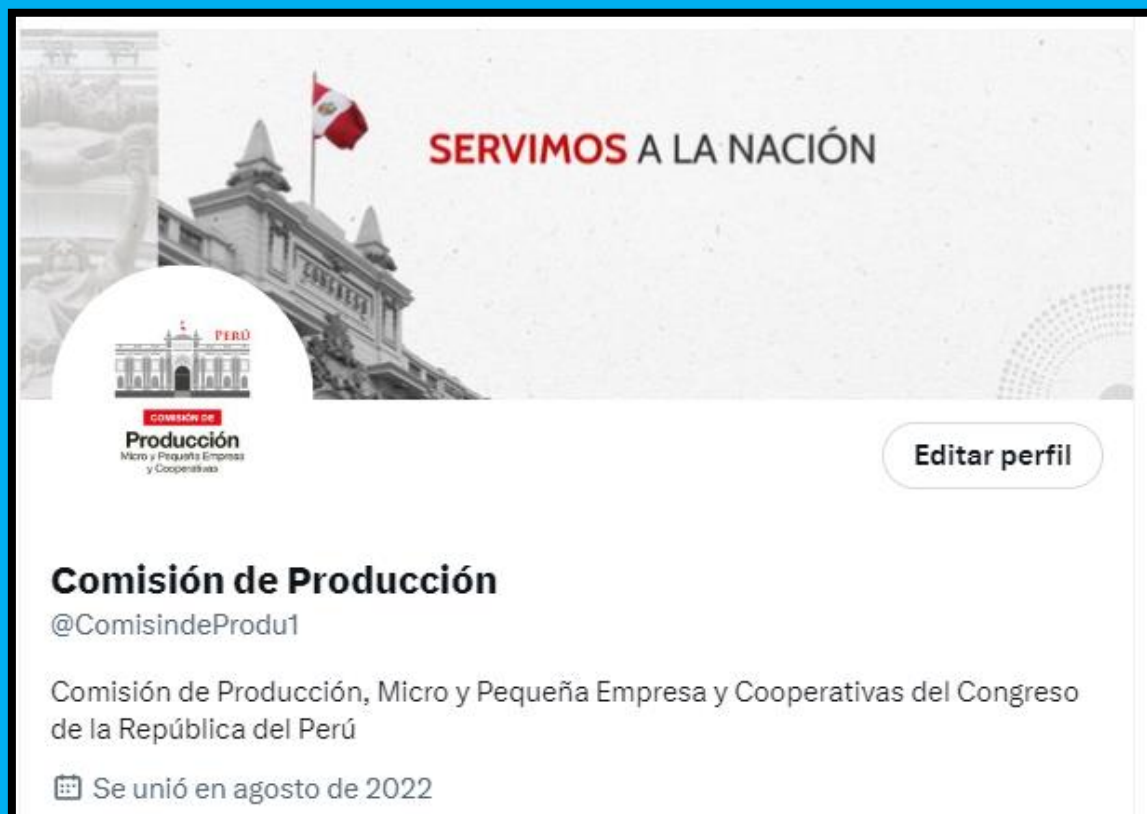 SERVIMOS A LA NACIÓN
CONGRESO
PERÚ
COMISIÓN DE
Producción
Micro y Pequeña Empresa
y Cooperativas
Editar perfil
Comisión de Producción
@ComisindeProdu1
Comisión de Producción, Micro y Pequeña Empresa y Cooperativas del Congreso
de la República del Perú
Se unió en agosto de 2022